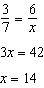 3/7 = 6/x
3x = 42
x = 14